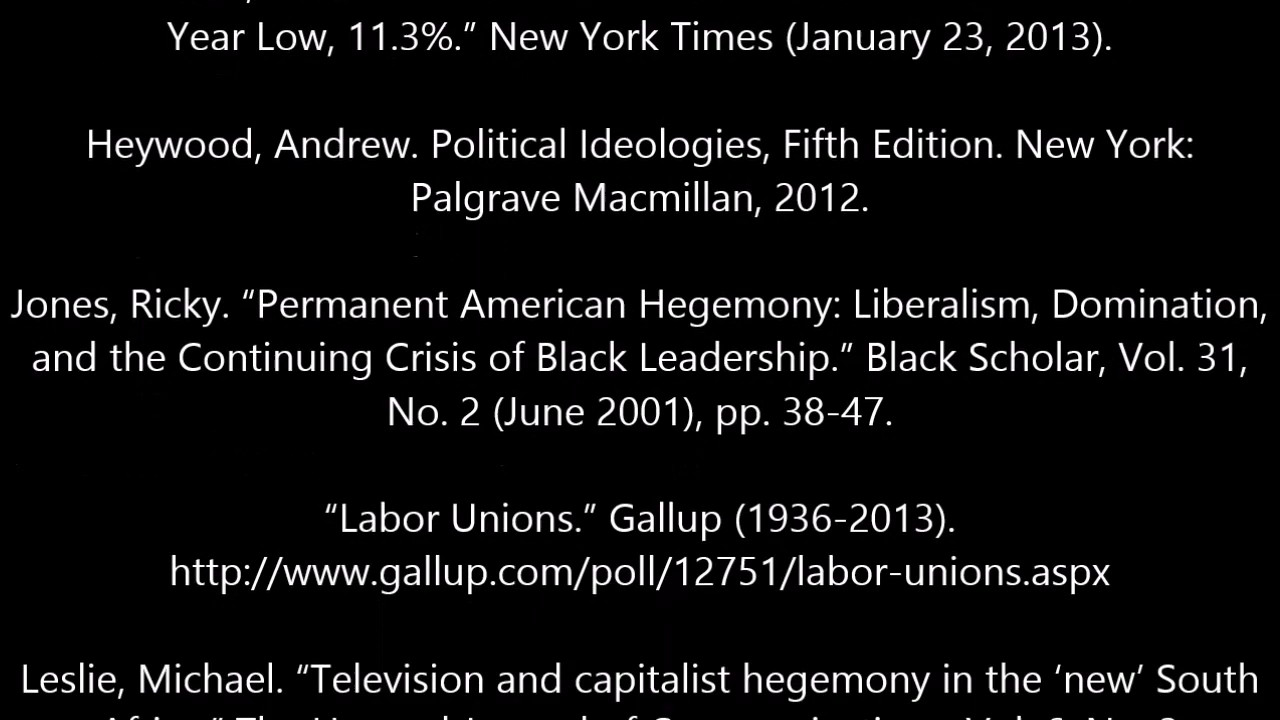 Year Low, 11.3%.” New York Times (January 23, 2013).
Heywood, Andrew. Political Ideologies, Fifth Edition. New York:
Palgrave Macmillan, 2012.
Jones, Ricky. “Permanent American Hegemony: Liberalism, Domination,
and the Continuing Crisis of Black Leadership.” Black Scholar, Vol. 31,
No. 2 (June 2001), pp. 38-47.
“Labor Unions.” Gallup (1936-2013).
http://www.gallup.com/poll/12751/labor-unions.aspx
Leslie, Michael. “Television and capitalist hegemony in the ‘new’ South